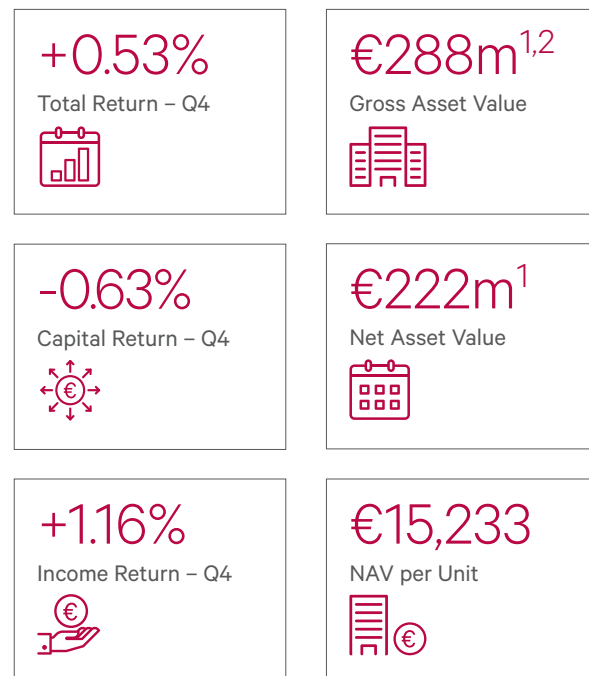 +0.53%
Total Return – Q4
€288m1,2
Gross Asset Value
-0.63%
Capital Return – Q4
€
€222m1
Net Asset Value
+1.16%
Income Return – Q4
€
€15,233
NAV per Unit
€